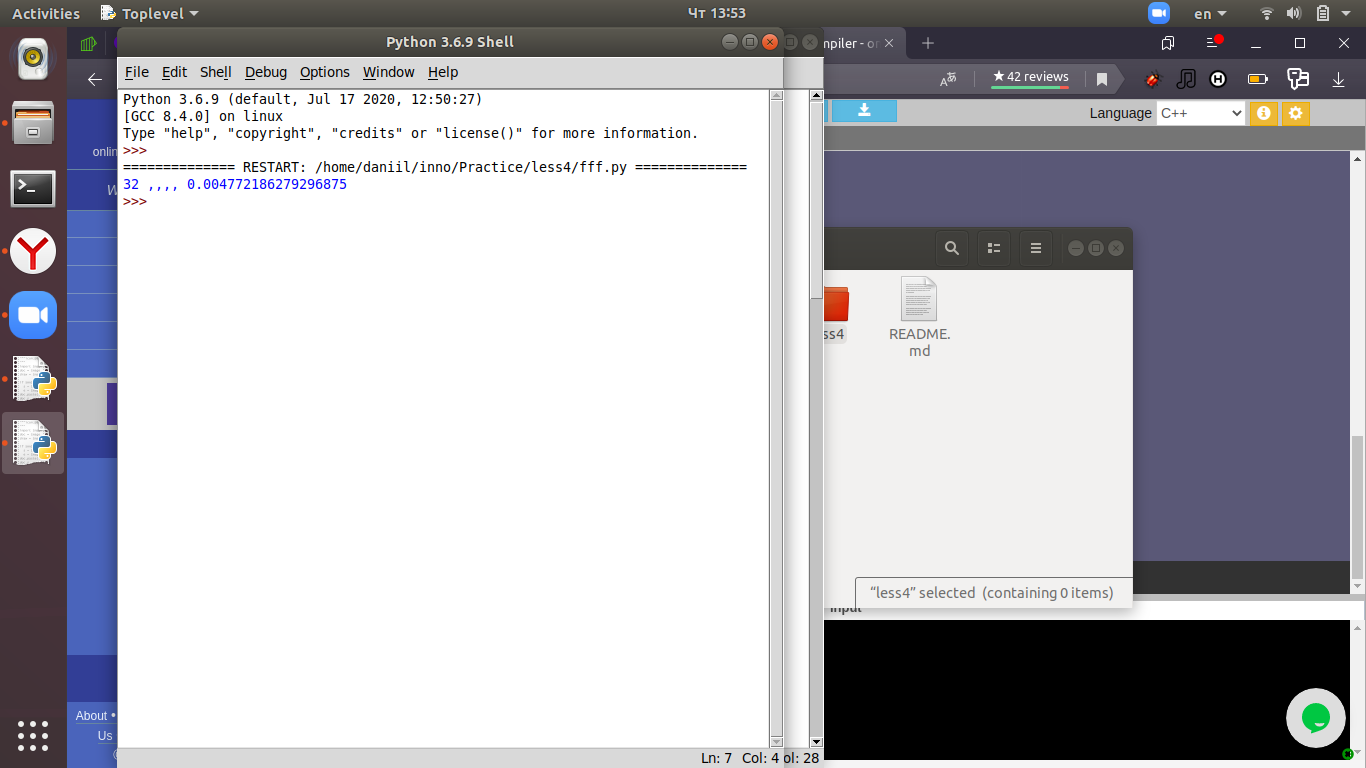 Activities
Toplevel
Чт 13:53
en
Python 3.6.9 Shell
File Edit Shell Debug Options Window Help
Python 3.6.9 (default, Jul 17 2020, 12:50:27)
[GCC 8.4.0] on linux
Type "help", "copyright", "credits" or "license()" for more information.
>>>
============== RESTART: /home/daniil/inno/Practice/less4/fff.py ==============
32 ,,,, 0.004772186279296875
>>>
Ln: 7 Col: 4
ol: 28
mpiler - o
★ 42 reviews
Language C++
onlin
W
ss4
README.
md
“less4” selected (containing 0 items)
input
About •
Us